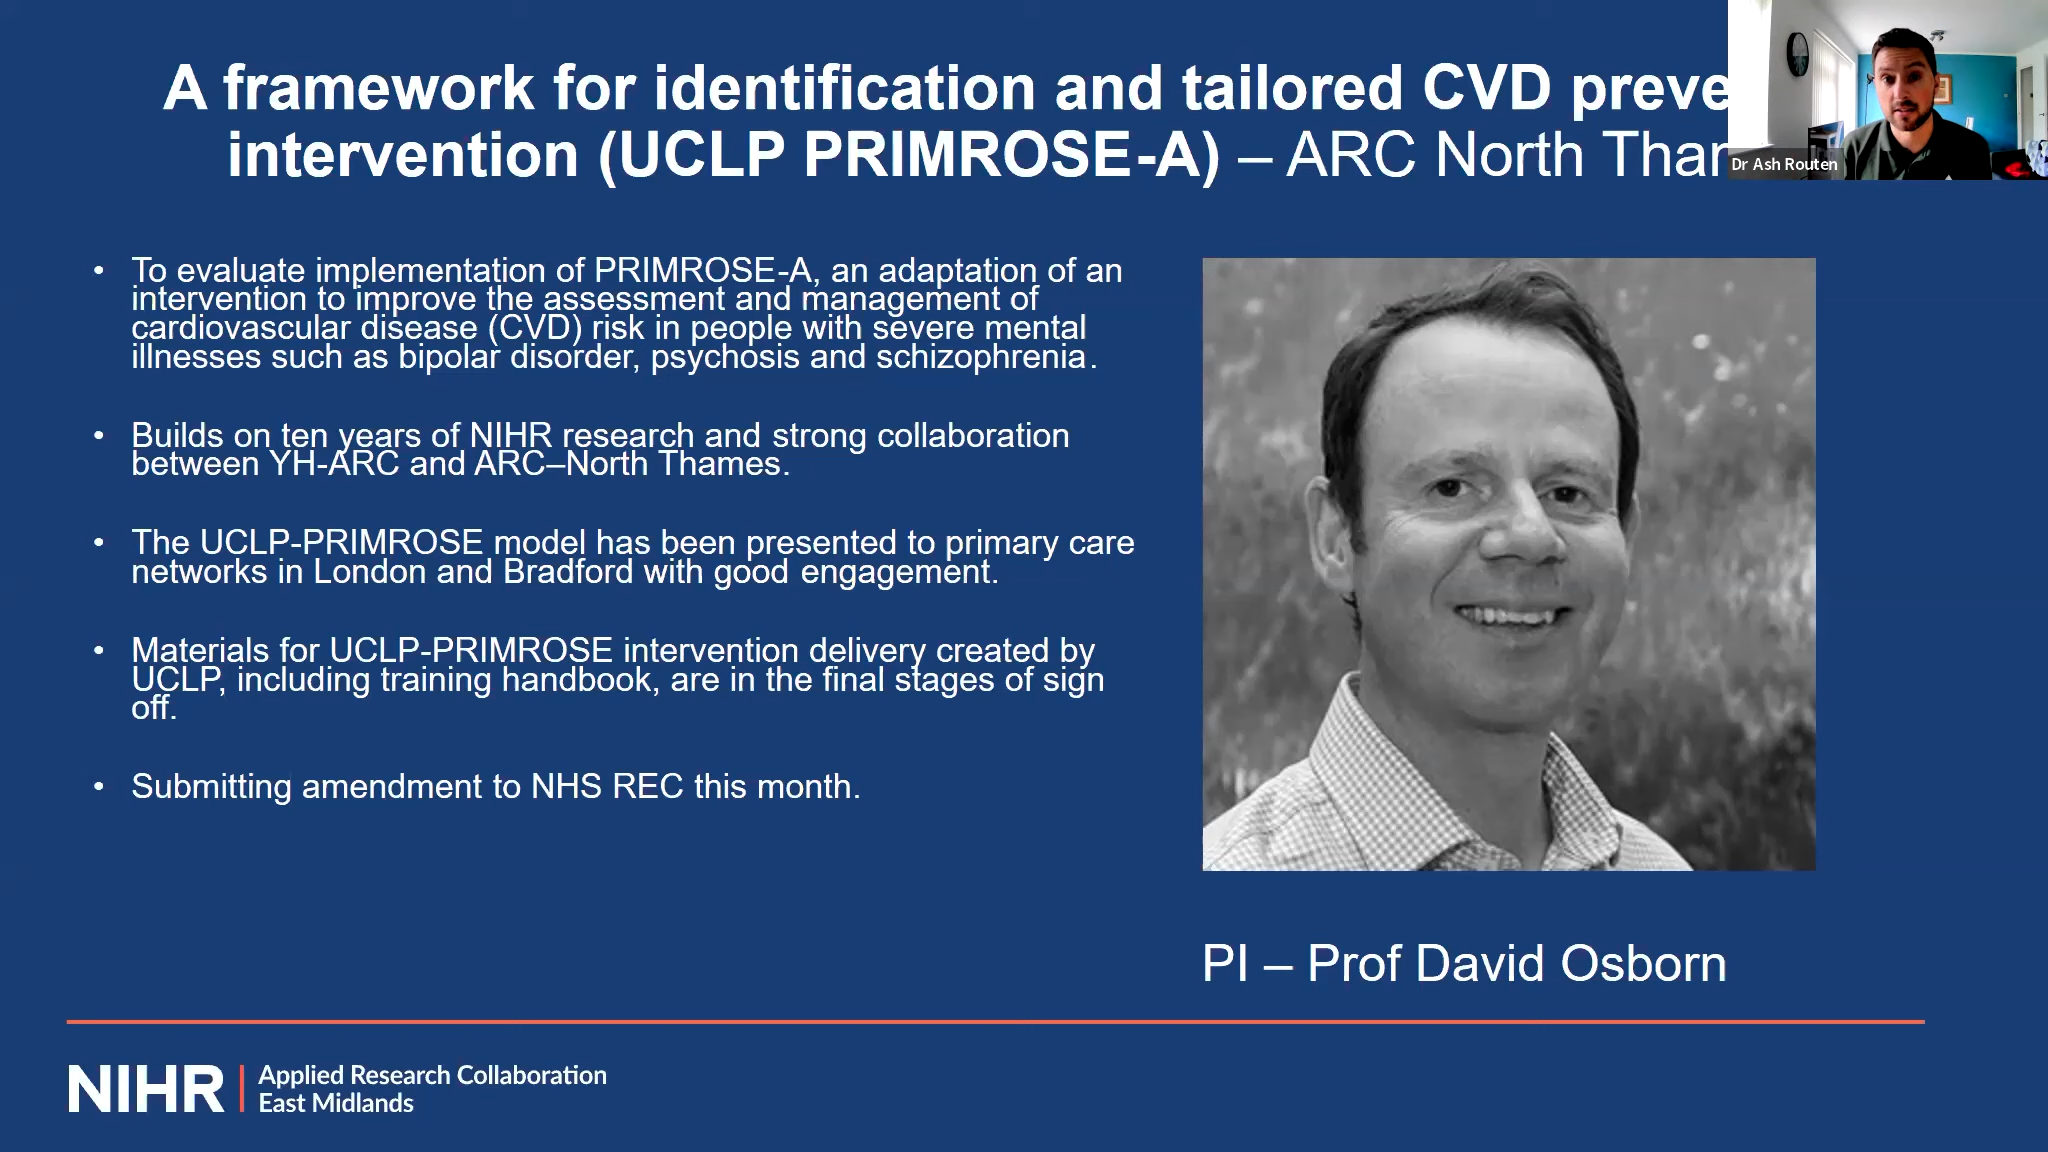 A framework for identification and tailored CVD
intervention (UCLP PRIMROSE-A) – ARC North
Dr Ash Routen
• To evaluate implementation of PRIMROSE-A, an adaptation of an
intervention to improve the assessment and management of
cardiovascular disease (CVD) risk in people with severe mental
illnesses such as bipolar disorder, psychosis and schizophrenia.
• Builds on ten years of NIHR research and strong collaboration
between YH-ARC and ARC–North Thames.
• The UCLP-PRIMROSE model has been presented to primary care
networks in London and Bradford with good engagement.
• Materials for UCLP-PRIMROSE intervention delivery created by
UCLP, including training handbook, are in the final stages of sign
off.
• Submitting amendment to NHS REC this month.
PI – Prof David Osborn
NIHR | Applied Research Collaboration
East Midlands